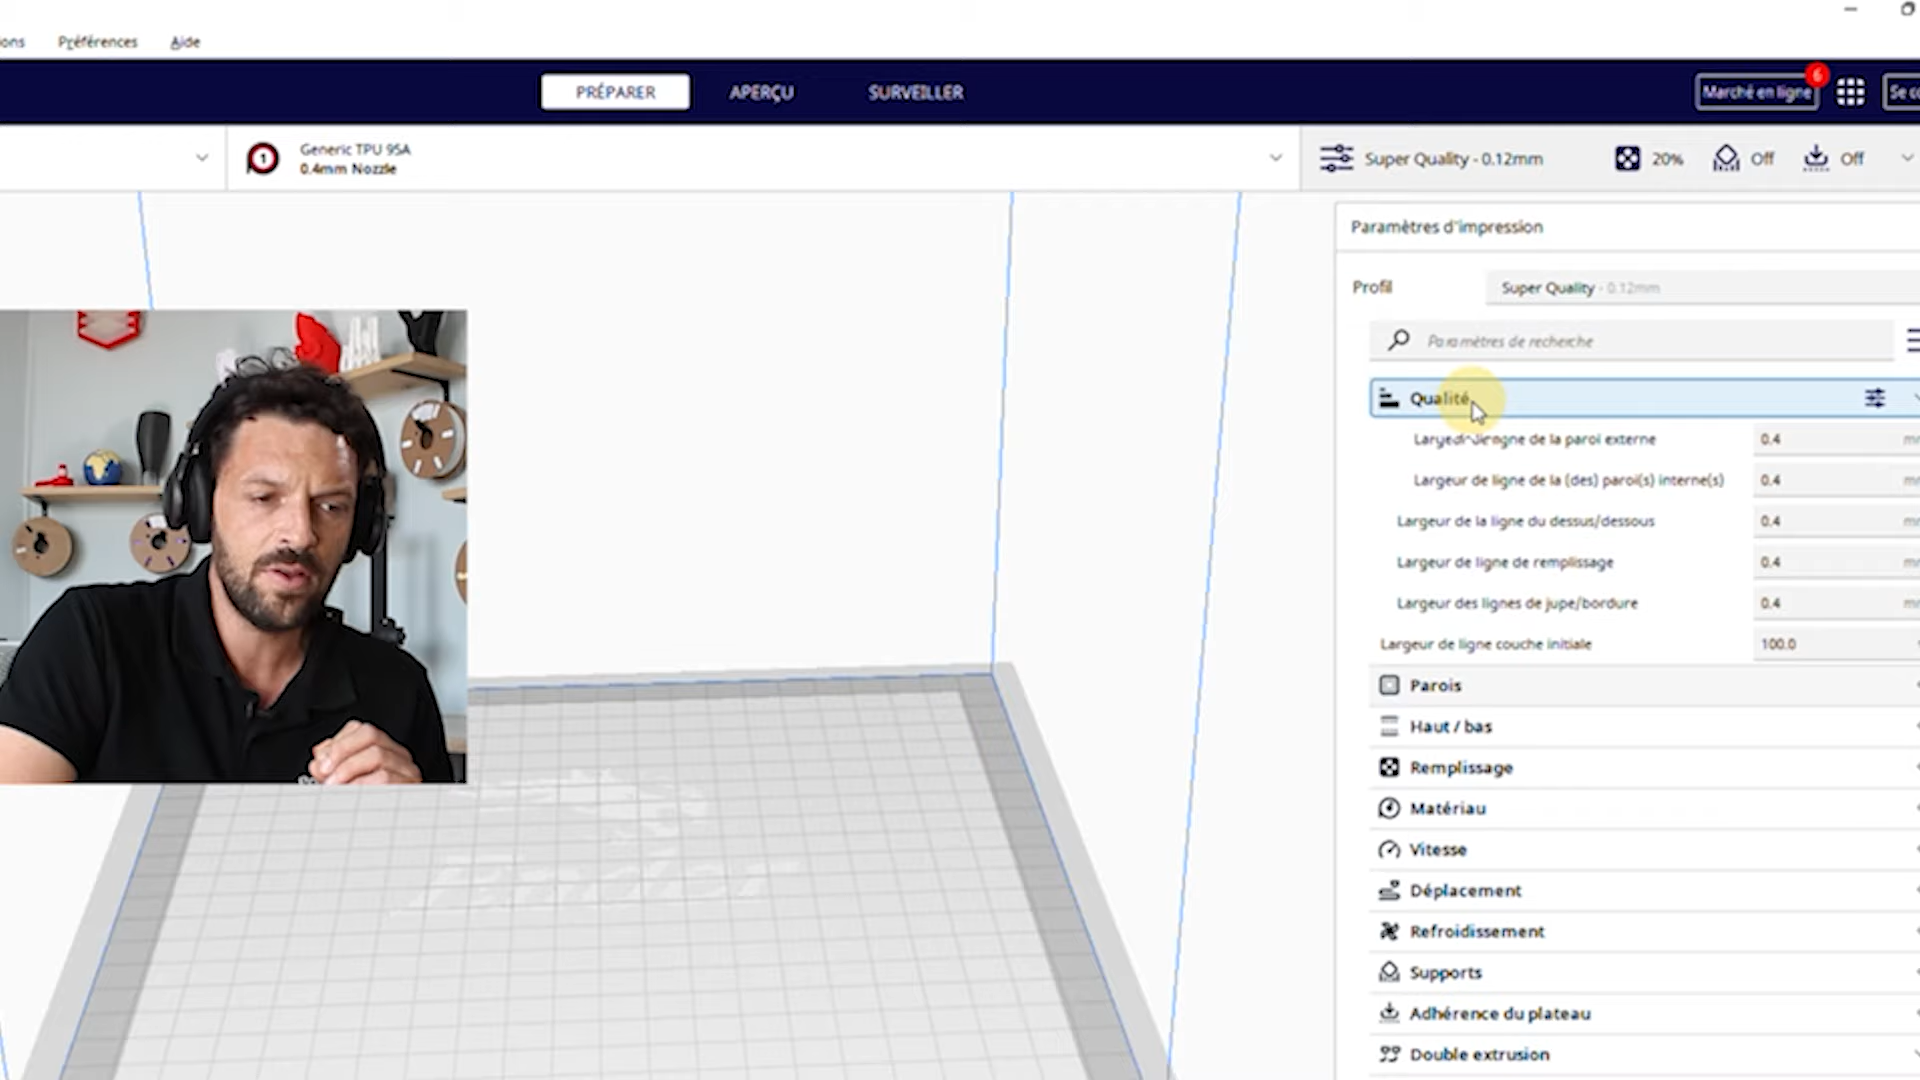 Préférences
Aide
PRÉPARER
APERÇU
SURVEILLER
Marché en ligne
6
1
Generic TPU 95A
0.4mm Nozzle
Super Quality - 0.12mm
20%
Off
Off
Paramètres d'impression
Profil
Super Quality - 0.12mm
Paramètres de recherche
Qualité
Largeur de ligne de la paroi externe 0.4
Largeur de ligne de la (des) paroi(s) interne(s) 0.4
Largeur de la ligne du dessus/dessous 0.4
Largeur de ligne de remplissage 0.4
Largeur des lignes de jupe/bordure 0.4
Largeur de ligne couche initiale 100.0
Parois
Haut / bas
Remplissage
Matériau
Vitesse
Déplacement
Refroidissement
Supports
Adhérence du plateau
Double extrusion
Ender